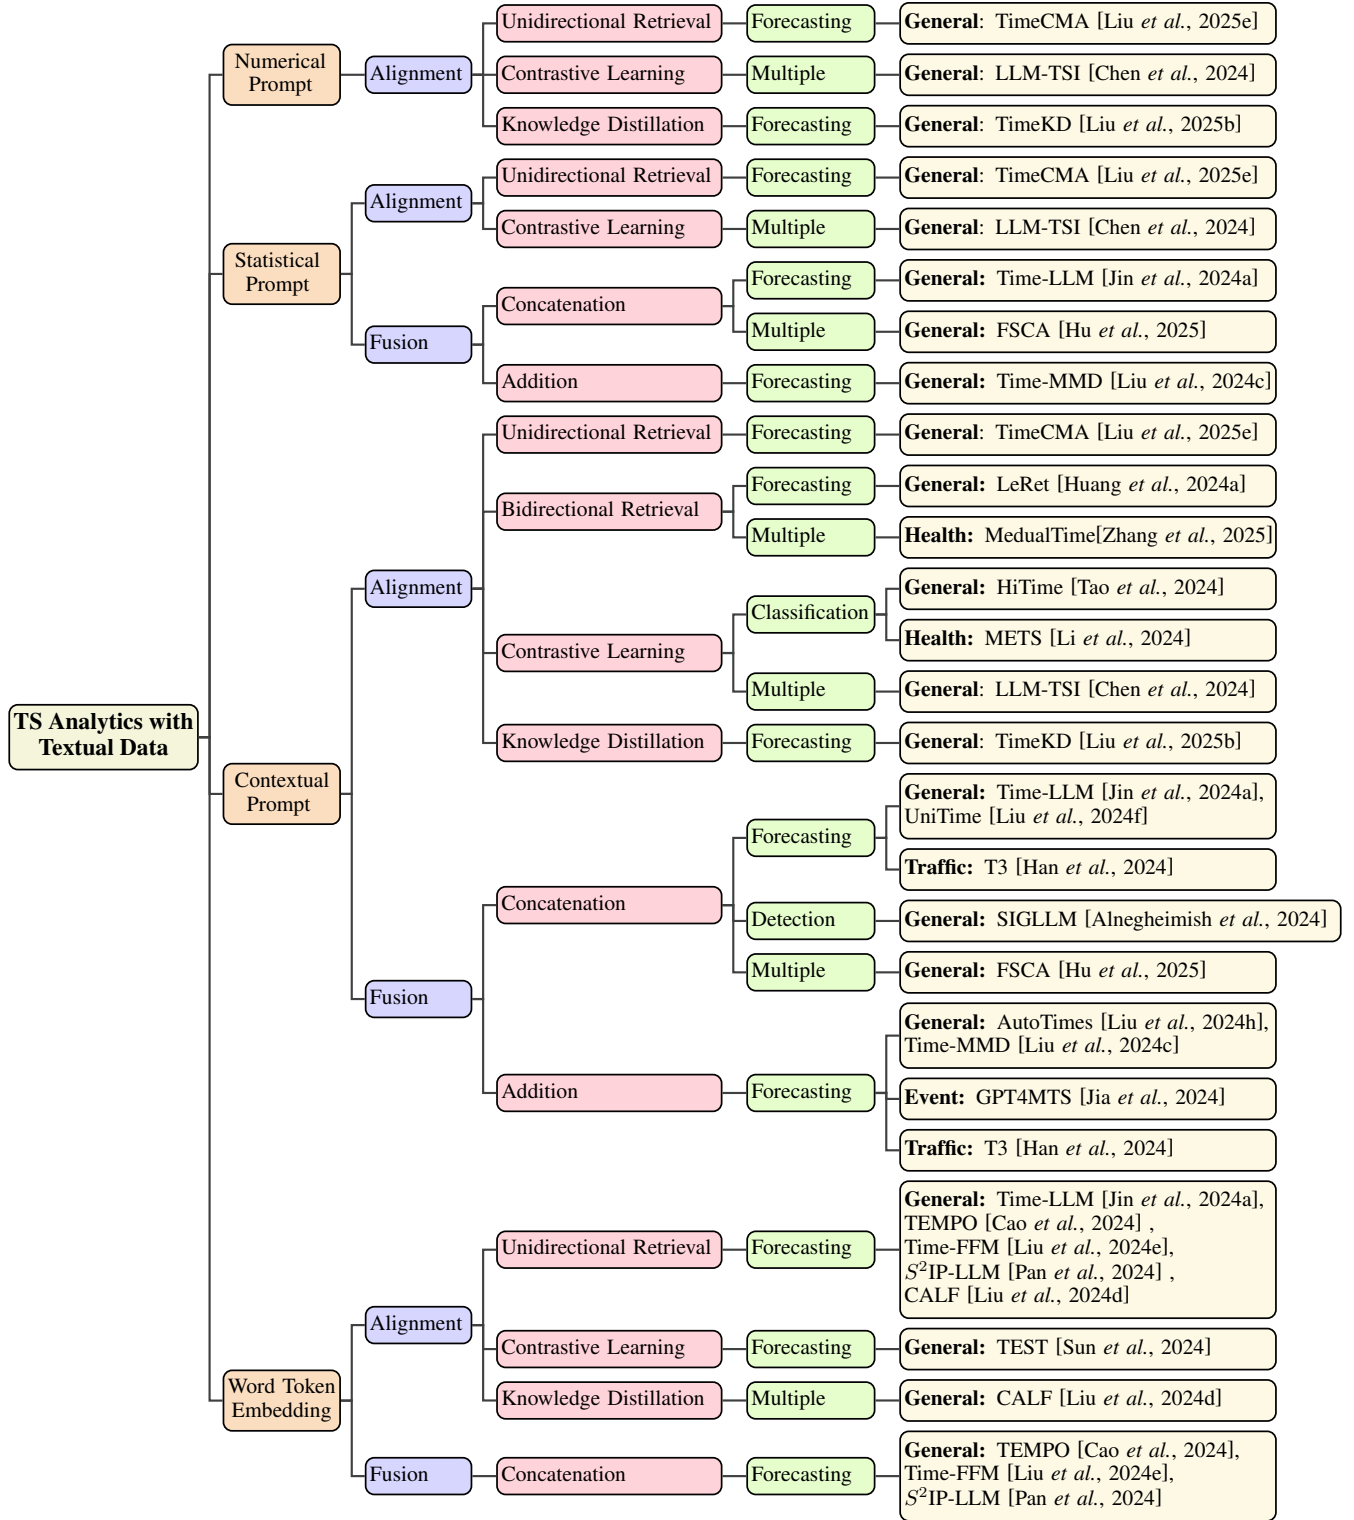 TS Analytics with
Textual Data
Numerical
Prompt
Alignment
Unidirectional Retrieval
Forecasting
General: TimeCMA [Liu et al., 2025e]
Contrastive Learning
Multiple
General: LLM-TSI [Chen et al., 2024]
Knowledge Distillation
Forecasting
General: TimeKD [Liu et al., 2025b]
Statistical
Prompt
Alignment
Unidirectional Retrieval
Forecasting
General: TimeCMA [Liu et al., 2025e]
Contrastive Learning
Multiple
General: LLM-TSI [Chen et al., 2024]
Fusion
Concatenation
Forecasting
General: Time-LLM [Jin et al., 2024a]
Multiple
General: FSCA [Hu et al., 2025]
Addition
Forecasting
General: Time-MMD [Liu et al., 2024c]
Contextual
Prompt
Alignment
Unidirectional Retrieval
Forecasting
General: TimeCMA [Liu et al., 2025e]
Bidirectional Retrieval
Forecasting
General: LeRet [Huang et al., 2024a]
Multiple
Health: MedualTime[Zhang et al., 2025]
Contrastive Learning
Classification
General: HiTime [Tao et al., 2024]
Health: METS [Li et al., 2024]
Multiple
General: LLM-TSI [Chen et al., 2024]
Knowledge Distillation
Forecasting
General: TimeKD [Liu et al., 2025b]
Fusion
Concatenation
Forecasting
General: Time-LLM [Jin et al., 2024a],
UniTime [Liu et al., 2024f]
Traffic: T3 [Han et al., 2024]
Detection
General: SIGLLM [Alnegheimish et al., 2024]
Multiple
General: FSCA [Hu et al., 2025]
Addition
Forecasting
General: AutoTimes [Liu et al., 2024h],
Time-MMD [Liu et al., 2024c]
Event: GPT4MTS [Jia et al., 2024]
Traffic: T3 [Han et al., 2024]
Word Token
Embedding
Alignment
Unidirectional Retrieval
Forecasting
General: Time-LLM [Jin et al., 2024a],
TEMPO [Cao et al., 2024] ,
Time-FFM [Liu et al., 2024e],
S²IP-LLM [Pan et al., 2024] ,
CALF [Liu et al., 2024d]
Contrastive Learning
Forecasting
General: TEST [Sun et al., 2024]
Knowledge Distillation
Multiple
General: CALF [Liu et al., 2024d]
Fusion
Concatenation
Forecasting
General: TEMPO [Cao et al., 2024],
Time-FFM [Liu et al., 2024e],
S²IP-LLM [Pan et al., 2024]